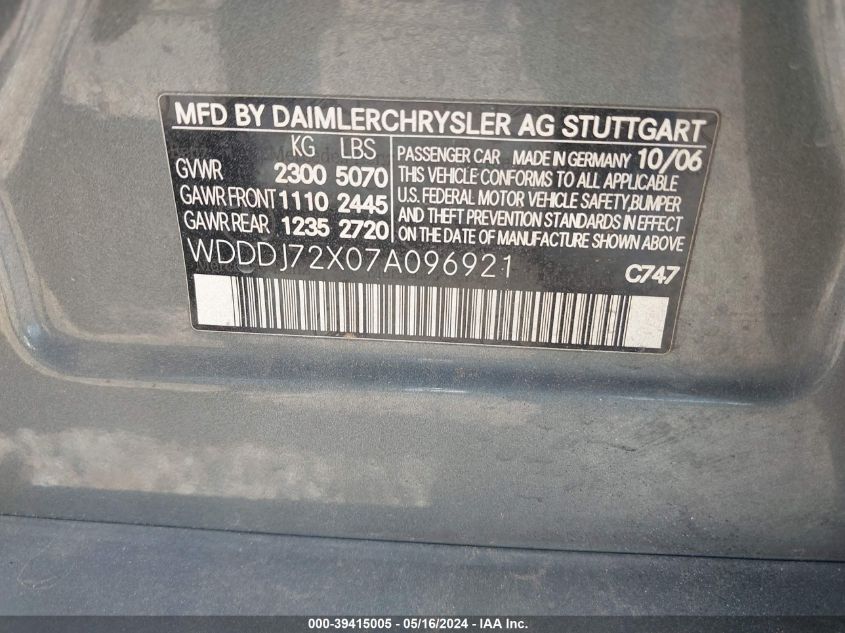 MFD BY DAIMLERCHRYSLER AG STUTTGART
KG LBS
GVWR 2300 5070
GAWR FRONT 1110 2445
GAWR REAR 1235 2720
PASSENGER CAR MADE IN GERMANY 10/06
THIS VEHICLE CONFORMS TO ALL APPLICABLE
U.S. FEDERAL MOTOR VEHICLE SAFETY,BUMPER
AND THEFT PREVENTION STANDARDS IN EFFECT
ON THE DATE OF MANUFACTURE SHOWN ABOVE.
WDDDJ72X07A096921
C747
000-39415005 - 05/16/2024 - IAA Inc.